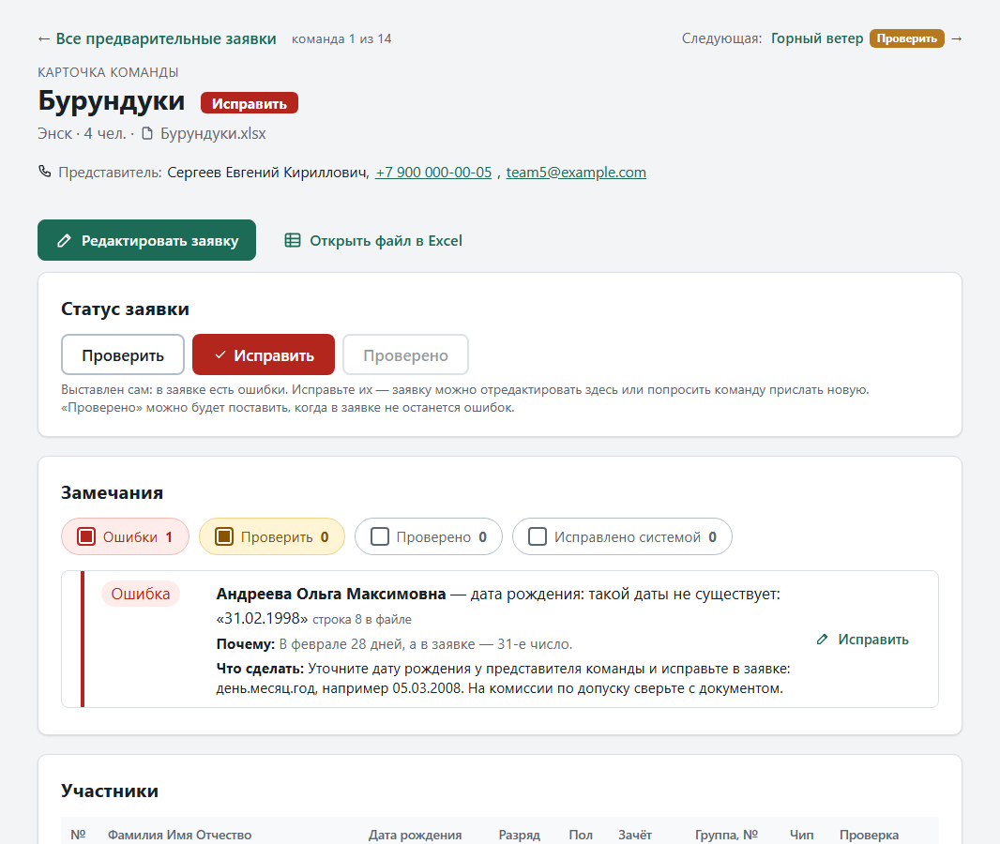 ← Все предварительные заявки команда 1 из 14
Следующая: Горный ветер Проверить →
КАРТОЧКА КОМАНДЫ
Бурундуки Исправить
Энск · 4 чел. · Бурундуки.xlsx
Представитель: Сергеев Евгений Кириллович, +7 900 000-00-05 , team5@example.com
Редактировать заявку Открыть файл в Excel
Статус заявки
Проверить Исправить Проверено
Выставлен сам: в заявке есть ошибки. Исправьте их — заявку можно отредактировать здесь или попросить команду прислать новую.
«Проверено» можно будет поставить, когда в заявке не останется ошибок.
Замечания
Ошибки 1 Проверить 0 Проверено 0 Исправлено системой 0
Ошибка
Андреева Ольга Максимовна — дата рождения: такой даты не существует:
«31.02.1998» строка 8 в файле
Почему: В феврале 28 дней, а в заявке — 31-е число.
Что сделать: Уточните дату рождения у представителя команды и исправьте в заявке:
день.месяц.год, например 05.03.2008. На комиссии по допуску сверьте с документом.
Исправить
Участники
№ Фамилия Имя Отчество Дата рождения Разряд Пол Зачёт Группа, № Чип Проверка